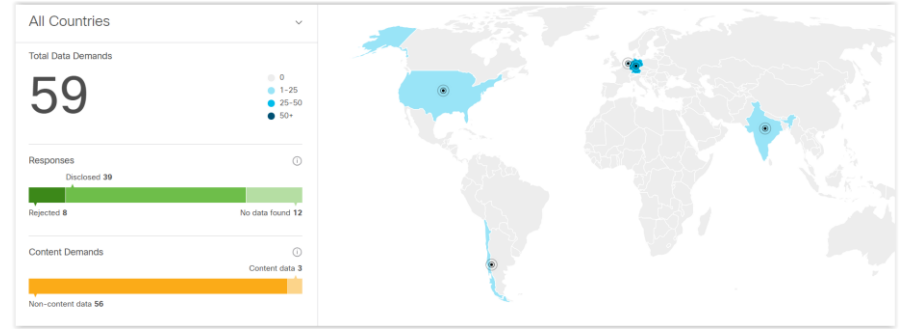 All Countries
Total Data Demands
59
0
1-25
25-50
50+
Responses
Disclosed 39
Rejected 8
No data found 12
Content Demands
Content data 3
Non-content data 56